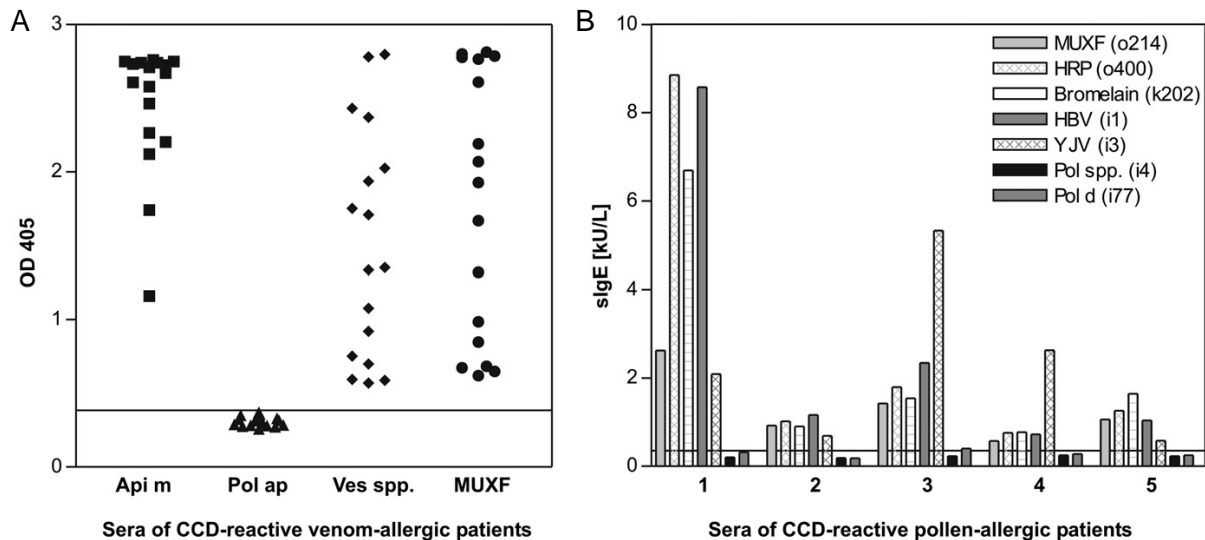 A
3
2
1
0
OD 405
Api m
Pol ap
Ves spp.
MUXF
Sera of CCD-reactive venom-allergic patients
B
10
8
6
4
2
0
sIgE [kU/L]
MUXF (o214)
HRP (o400)
Bromelain (k202)
HBV (i1)
YJV (i3)
Pol spp. (i4)
Pol d (i77)
1
2
3
4
5
Sera of CCD-reactive pollen-allergic patients